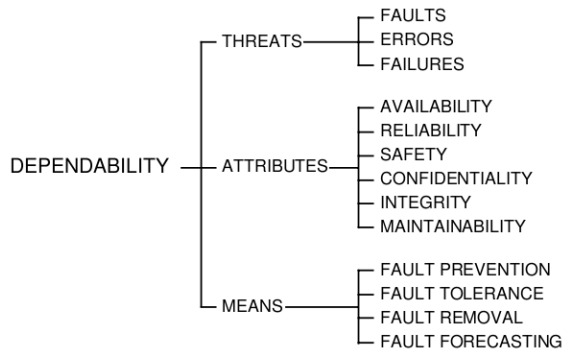 DEPENDABILITY
THREATS
FAULTS
ERRORS
FAILURES
ATTRIBUTES
AVAILABILITY
RELIABILITY
SAFETY
CONFIDENTIALITY
INTEGRITY
MAINTAINABILITY
MEANS
FAULT PREVENTION
FAULT TOLERANCE
FAULT REMOVAL
FAULT FORECASTING